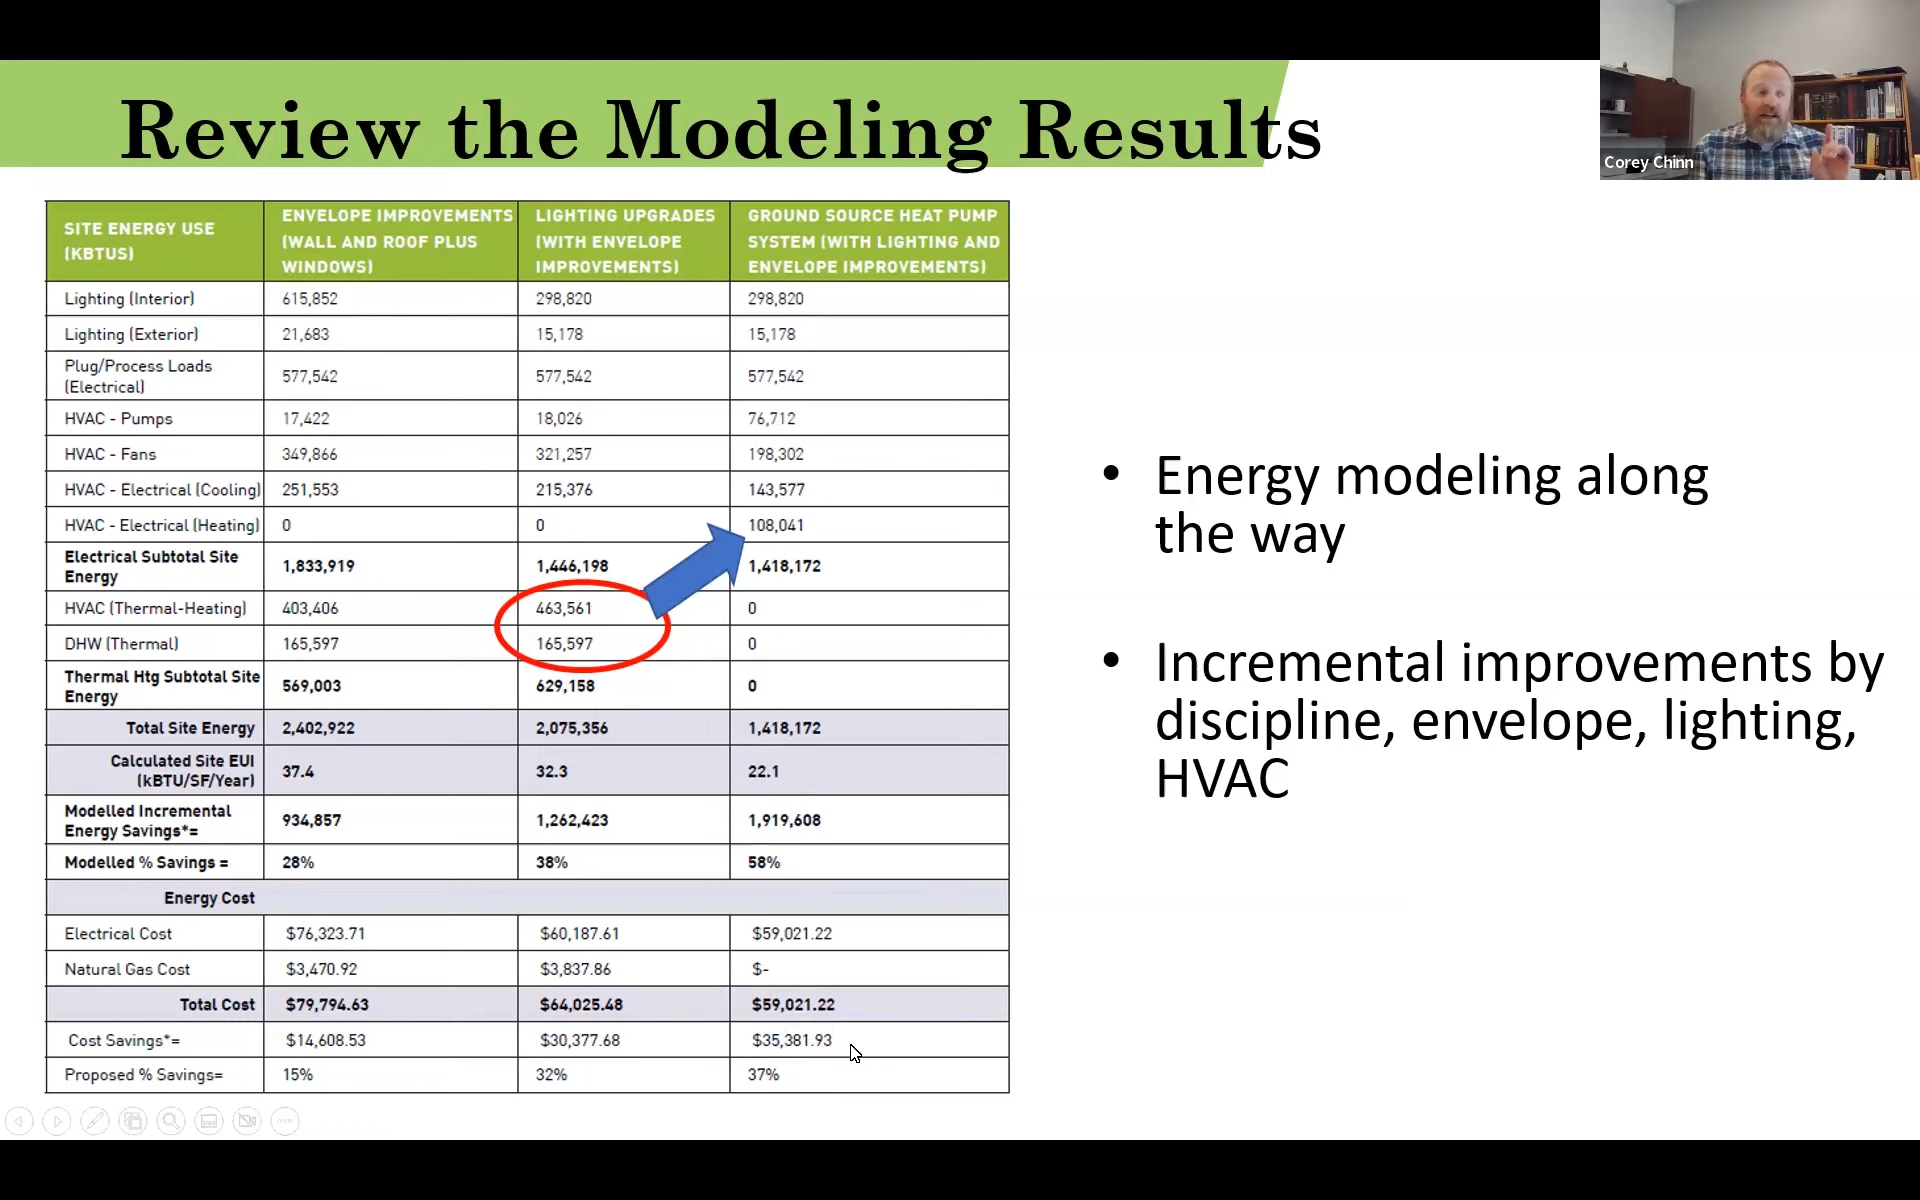 Review the Modeling Results
Corey Chinn
SITE ENERGY USE
(KBTUS)
ENVELOPE IMPROVEMENTS
(WALL AND ROOF PLUS
WINDOWS)
LIGHTING UPGRADES
(WITH ENVELOPE
IMPROVEMENTS)
GROUND SOURCE HEAT PUMP
SYSTEM (WITH LIGHTING AND
ENVELOPE IMPROVEMENTS)
Lighting (Interior) 615,852 298,820 298,820
Lighting (Exterior) 21,683 15,178 15,178
Plug/Process Loads
(Electrical) 577,542 577,542 577,542
HVAC - Pumps 17,422 18,026 76,712
HVAC - Fans 349,866 321,257 198,302
HVAC - Electrical (Cooling) 251,553 215,376 143,577
HVAC - Electrical (Heating) 0 0 108,041
Electrical Subtotal Site
Energy 1,833,919 1,446,198 1,418,172
HVAC (Thermal-Heating) 403,406 463,561 0
DHW (Thermal) 165,597 165,597 0
Thermal Htg Subtotal Site
Energy 569,003 629,158 0
Total Site Energy 2,402,922 2,075,356 1,418,172
Calculated Site EUI
(kBTU/SF/Year) 37.4 32.3 22.1
Modelled Incremental
Energy Savings*= 934,857 1,262,423 1,919,608
Modelled % Savings = 28% 38% 58%
Energy Cost
Electrical Cost $76,323.71 $60,187.61 $59,021.22
Natural Gas Cost $3,470.92 $3,837.86 $-
Total Cost $79,794.63 $64,025.48 $59,021.22
Cost Savings*= $14,608.53 $30,377.68 $35,381.93
Proposed % Savings= 15% 32% 37%
• Energy modeling along
the way
• Incremental improvements by
discipline, envelope, lighting,
HVAC